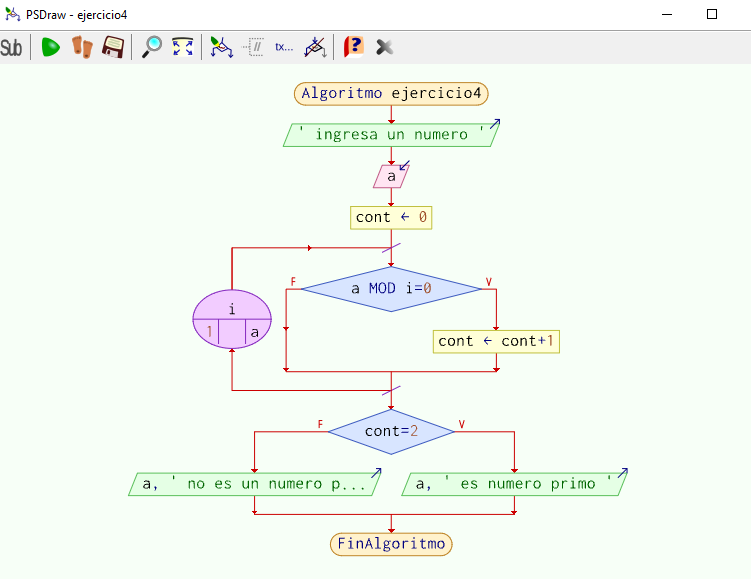 PSDraw - ejercicio4
Sub
//
tx...
?
Algoritmo ejercicio4
' ingresa un numero '
a
cont ← 0
i
1 a
F
a MOD i=0
V
cont ← cont+1
F
cont=2
V
a, ' no es un numero p...
a, ' es numero primo '
FinAlgoritmo